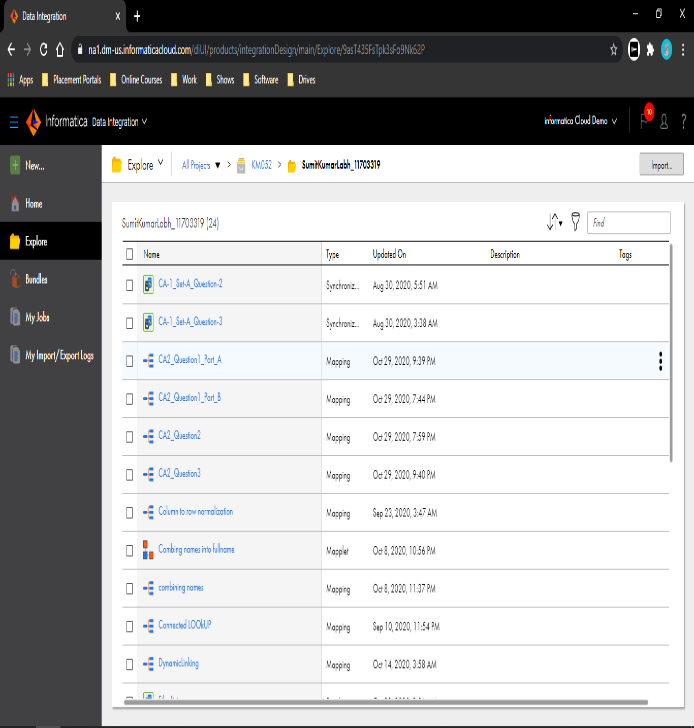 Data Integration
na1.dm-us.informaticacloud.com/diUI/products/integrationDesign/main/Explore/9asT435FsTpk3sFo9Nk62P
Apps Placement Portals Online Courses Work Shows Software Drives
Informatica Data Integration informatica Cloud Demo 10 ?
New...
Home
Explore
Bundles
My Jobs
My Import/Export Logs
Explore All Projects > KM052 > SumitKumarLabh_11703319 Import...
SumitKumarLabh_11703319 (24) Find
Name Type Updated On Description Tags
CA-1_Set-A_Question-2 Synchroniz... Aug 30, 2020, 5:51 AM
CA-1_Set-A_Question-3 Synchroniz... Aug 30, 2020, 3:38 AM
CA2_Question1_Part_A Mapping Oct 29, 2020, 9:39 PM
CA2_Question1_Part_B Mapping Oct 29, 2020, 7:44 PM
CA2_Question2 Mapping Oct 29, 2020, 7:59 PM
CA2_Question3 Mapping Oct 29, 2020, 9:40 PM
Column to row normalization Mapping Sep 23, 2020, 3:47 AM
Combing names into fullname Mapplet Oct 8, 2020, 10:56 PM
combining names Mapping Oct 8, 2020, 11:37 PM
Connected LOOkUP Mapping Sep 10, 2020, 11:54 PM
DynamicLinking Mapping Oct 14, 2020, 3:58 AM